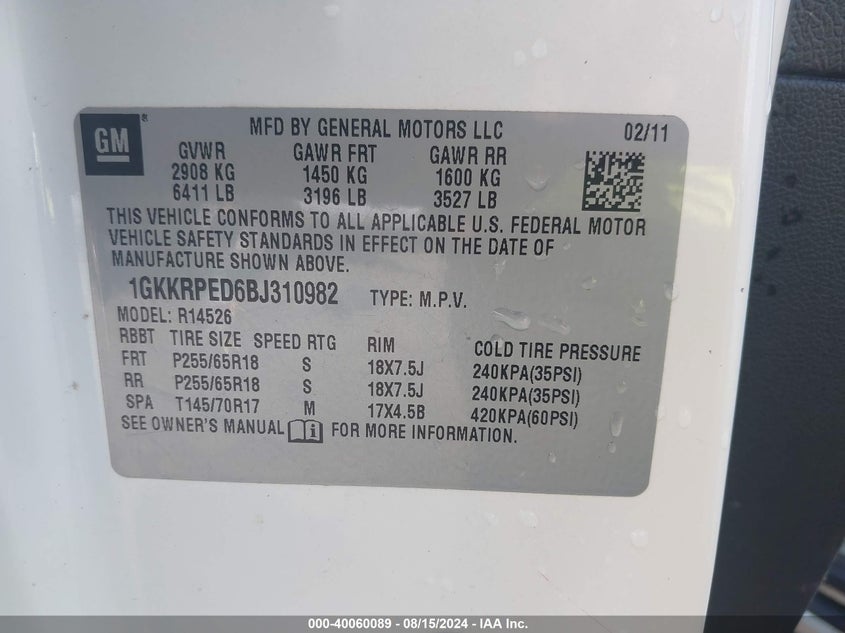 GM ®
MFD BY GENERAL MOTORS LLC 02/11
GVWR GAWR FRT GAWR RR
2908 KG 1450 KG 1600 KG
6411 LB 3196 LB 3527 LB
THIS VEHICLE CONFORMS TO ALL APPLICABLE U.S. FEDERAL MOTOR
VEHICLE SAFETY STANDARDS IN EFFECT ON THE DATE OF
MANUFACTURE SHOWN ABOVE.
1GKKRPED6BJ310982 TYPE: M.P.V.
MODEL: R14526
RBBT TIRE SIZE SPEED RTG RIM COLD TIRE PRESSURE
FRT P255/65R18 S 18X7.5J 240KPA(35PSI)
RR P255/65R18 S 18X7.5J 240KPA(35PSI)
SPA T145/70R17 M 17X4.5B 420KPA(60PSI)
SEE OWNER'S MANUAL i FOR MORE INFORMATION.
000-40060089 - 08/15/2024 - IAA Inc.